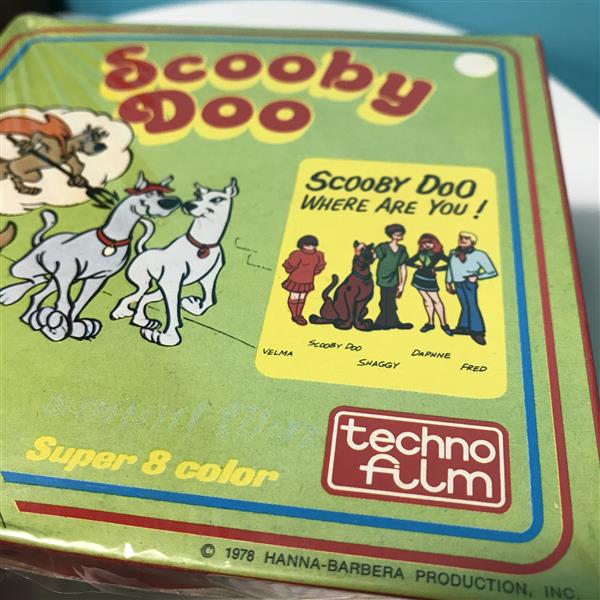 Scooby
Doo
SCOOBY DOO
WHERE ARE YOU!
VELMA
SCOOBY DOO
SHAGGY
DAPHNE
FRED
Super 8 color
techno
film
© 1978 HANNA-BARBERA PRODUCTION, INC.